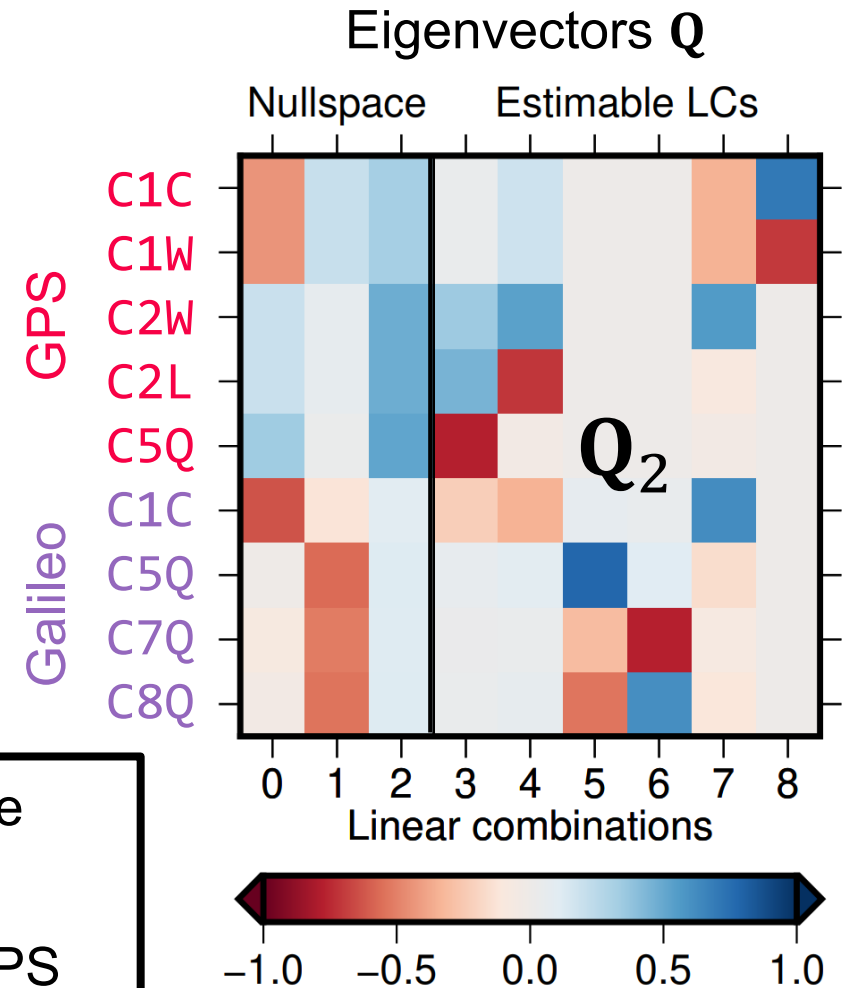 Eigenvectors Q
Nullspace Estimable LCs
GPS
C1C
C1W
C2W
C2L
C5Q
Galileo
C1C
C5Q
C7Q
C8Q
Q2
0 1 2 3 4 5 6 7 8
Linear combinations
−1.0 −0.5 0.0 0.5 1.0
e
PS